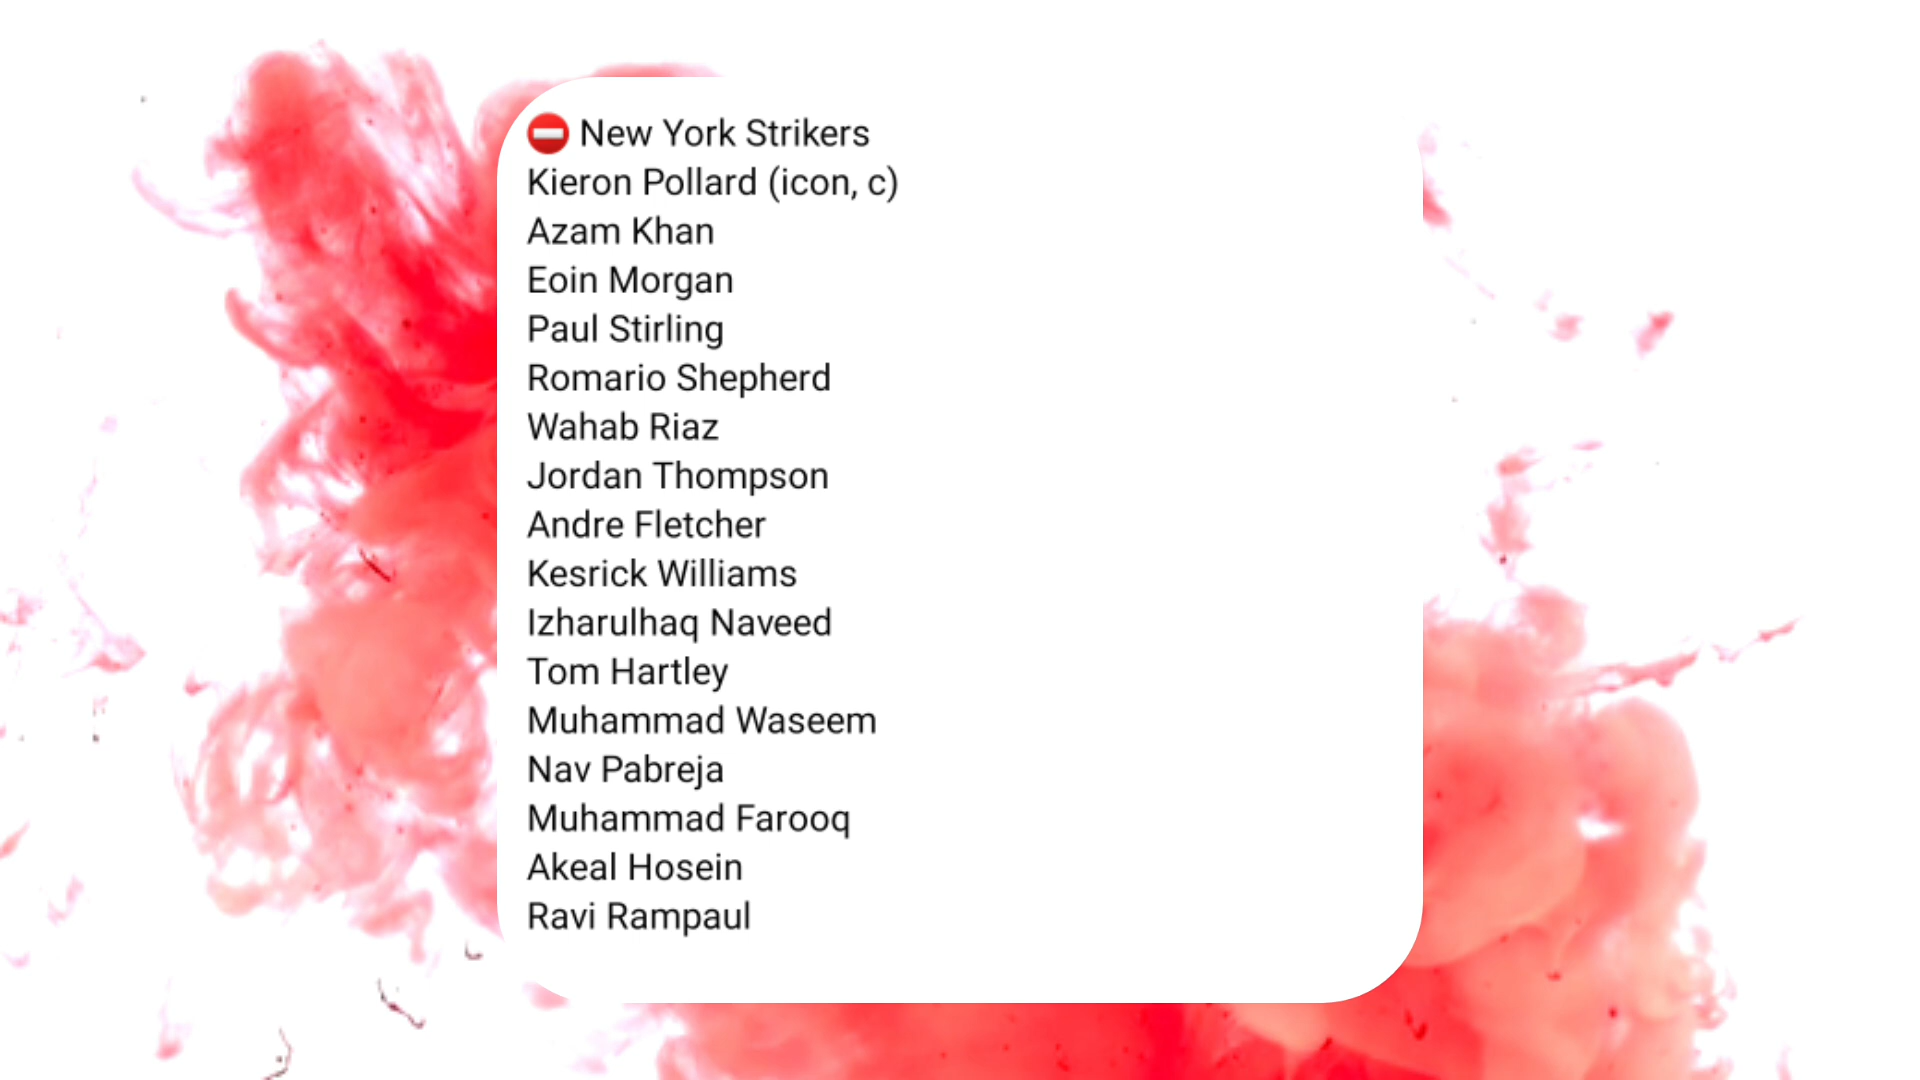 ⛔ New York Strikers
Kieron Pollard (icon, c)
Azam Khan
Eoin Morgan
Paul Stirling
Romario Shepherd
Wahab Riaz
Jordan Thompson
Andre Fletcher
Kesrick Williams
Izharulhaq Naveed
Tom Hartley
Muhammad Waseem
Nav Pabreja
Muhammad Farooq
Akeal Hosein
Ravi Rampaul